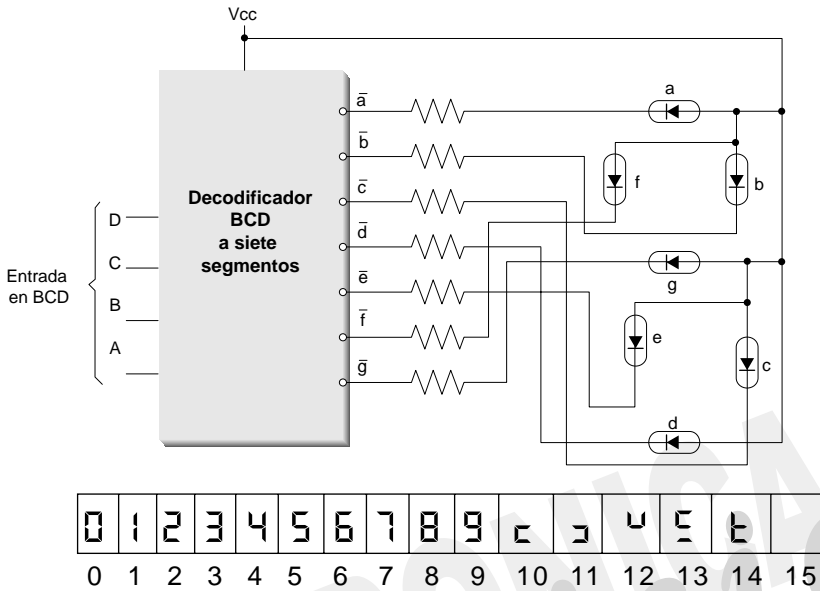 Vcc
a̅
b̅
c̅
d̅
e̅
f̅
g̅
Decodificador
BCD
a siete
segmentos
D
C
B
A
Entrada
en BCD
a
f
b
g
e
c
d
0 1 2 3 4 5 6 7 8 9 10 11 12 13 14 15